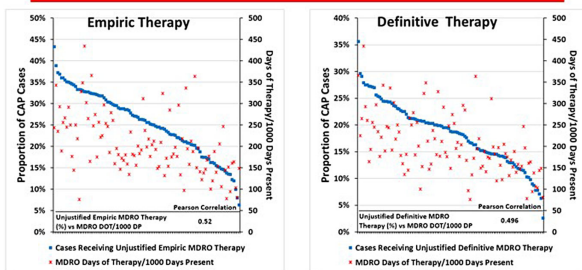 Empiric Therapy
50%
45%
40%
35%
30%
25%
20%
15%
10%
5%
0%
Proportion of CAP Cases
500
450
400
350
300
250
200
150
100
50
0
Days of Therapy/1000 Days Present
Pearson Correlation
Unjustified Empiric MDRO Therapy
(%) vs MDRO DOT/1000 DP
0.52
Cases Receiving Unjustified Empiric MDRO Therapy
MDRO Days of Therapy/1000 Days Present
Definitive Therapy
40%
35%
30%
25%
20%
15%
10%
5%
0%
Proportion of CAP Cases
500
450
400
350
300
250
200
150
100
50
0
Days of Therapy/1000 Days Present
Pearson Correlation
Unjustified Definitive MDRO
Therapy (%) vs MDRO DOT/1000 DP
0.496
Cases Receiving Unjustified Definitive MDRO Therapy
MDRO Days of Therapy/1000 Days Present